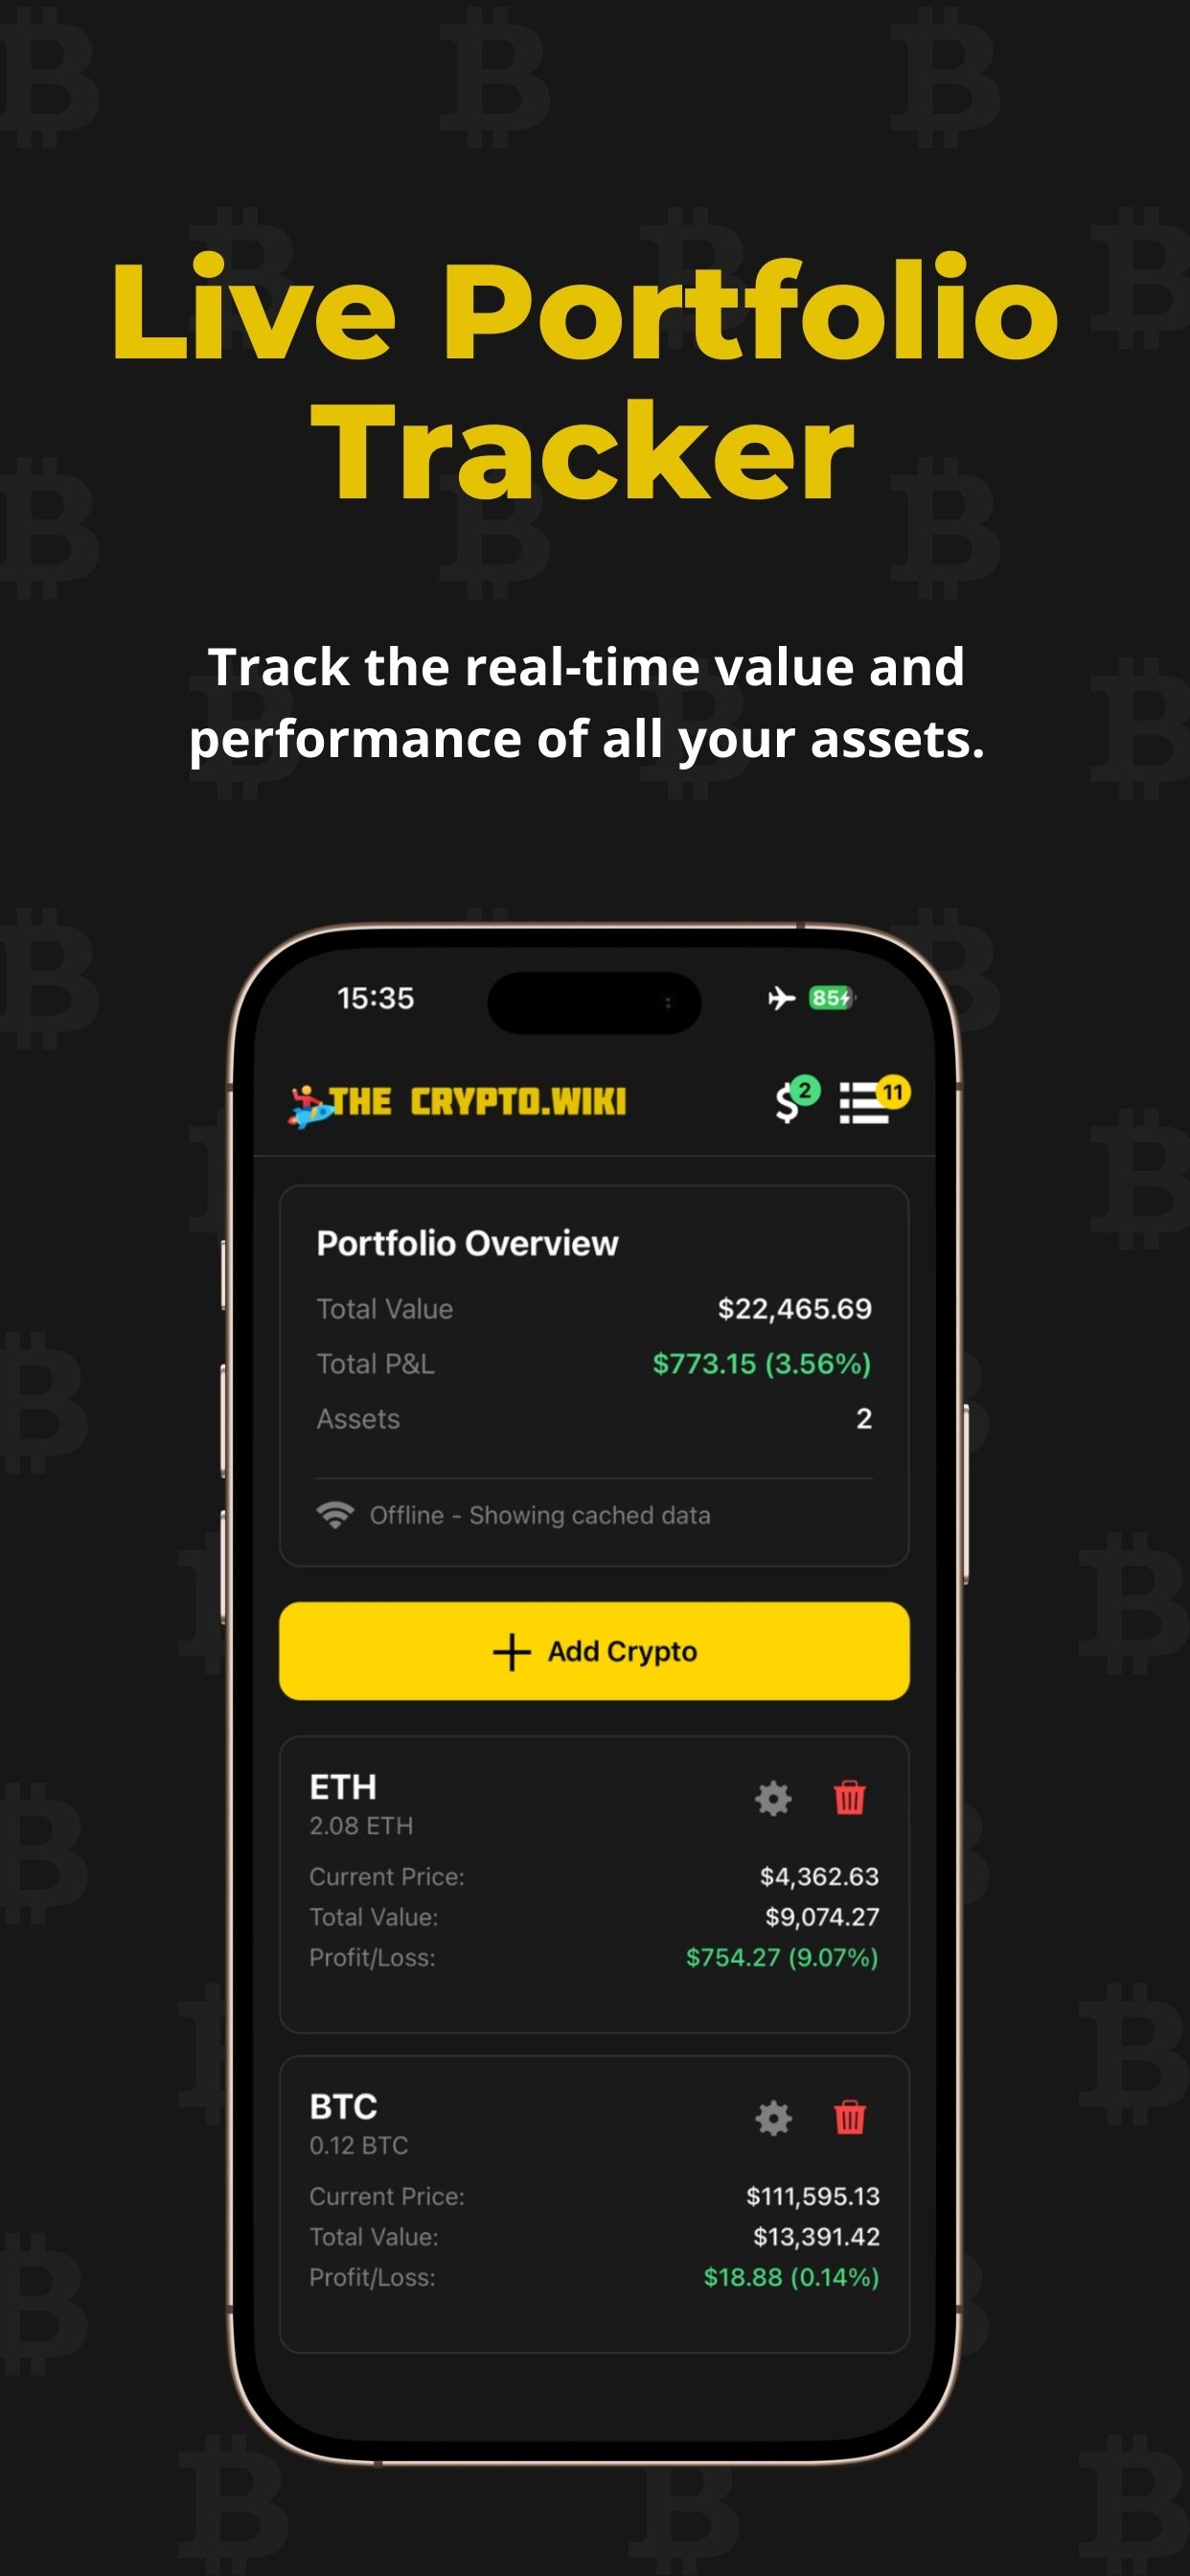 Live Portfolio
Tracker
Track the real-time value and
performance of all your assets.
15:35
85
THE CRYPTO.WIKI
$ 2
11
Portfolio Overview
Total Value $22,465.69
Total P&L $773.15 (3.56%)
Assets 2
Offline - Showing cached data
+ Add Crypto
ETH
2.08 ETH
Current Price: $4,362.63
Total Value: $9,074.27
Profit/Loss: $754.27 (9.07%)
BTC
0.12 BTC
Current Price: $111,595.13
Total Value: $13,391.42
Profit/Loss: $18.88 (0.14%)